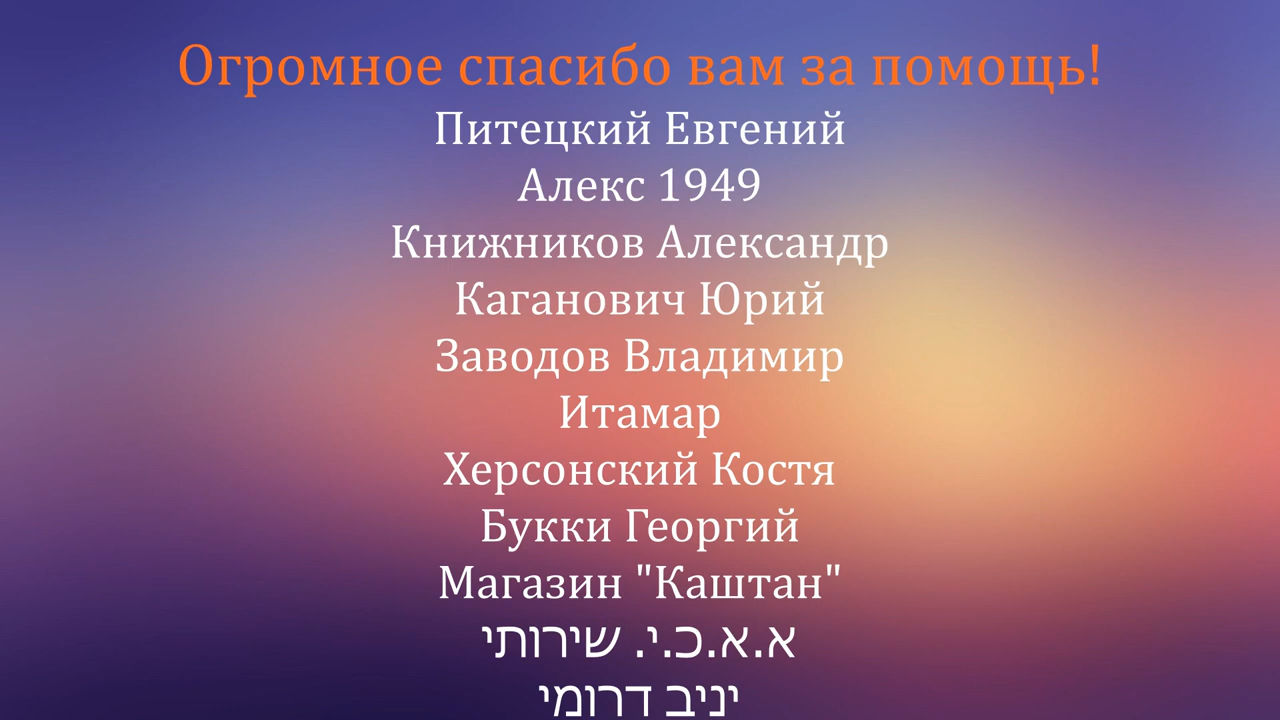 Огромное спасибо вам за помощь!
Питецкий Евгений
Алекс 1949
Книжников Александр
Каганович Юрий
Заводов Владимир
Итамар
Херсонский Костя
Букки Георгий
Магазин "Каштан"
א.א.כ.י. שירותי
יניב דרומי